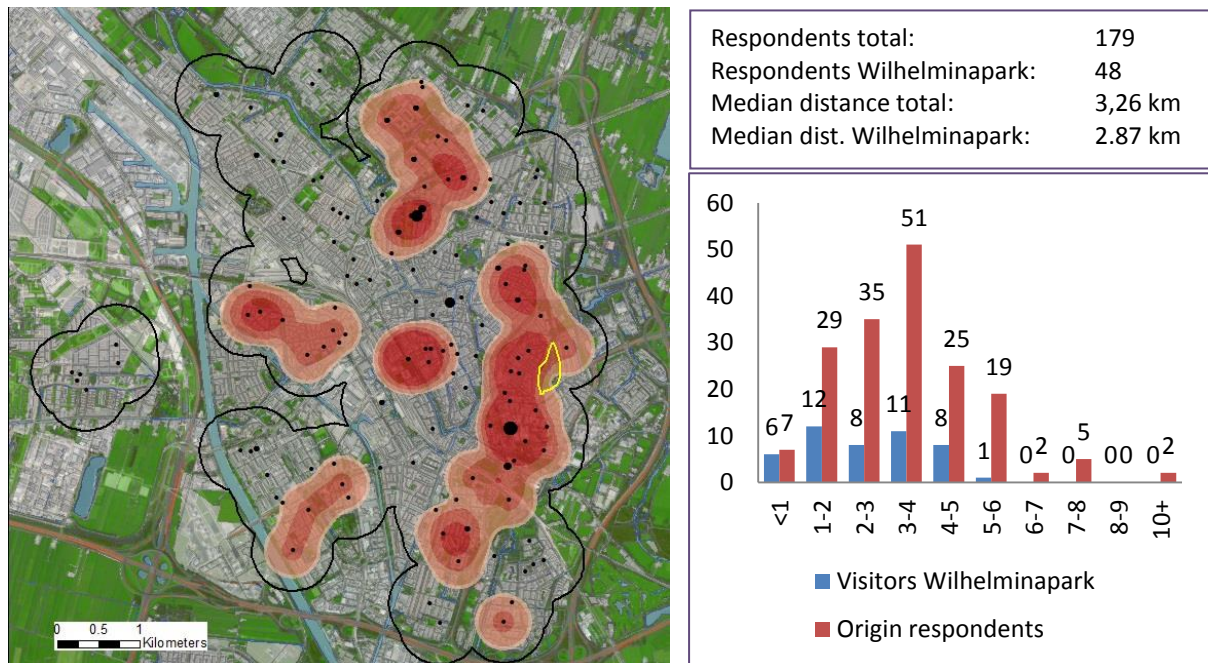 Respondents total: 179
Respondents Wilhelminapark: 48
Median distance total: 3,26 km
Median dist. Wilhelminapark: 2.87 km
60
50
40
30
20
10
0
6 7
12 29
8 35
11 51
8 25
1 19
0 2
0 5
0 0
0 2
<1 1-2 2-3 3-4 4-5 5-6 6-7 7-8 8-9 10+
Visitors Wilhelminapark
Origin respondents
0 0.5 1
Kilometers